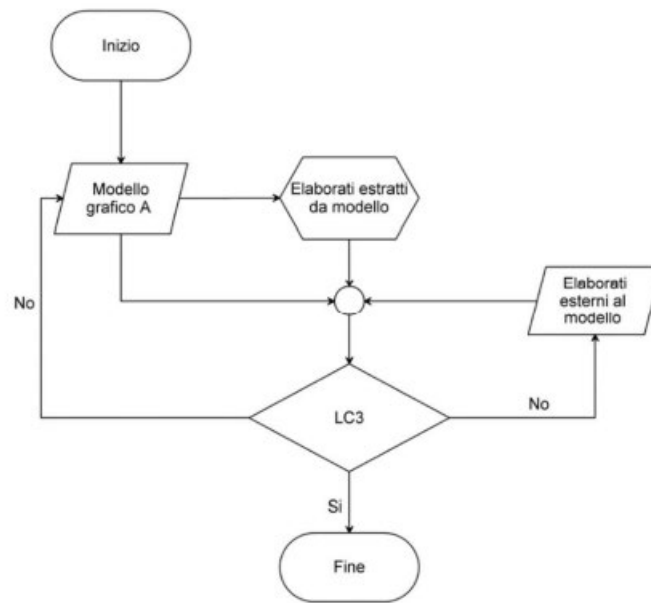 Inizio
Modello
grafico A
Elaborati estratti
da modello
Elaborati
esterni al
modello
No
LC3
No
Si
Fine